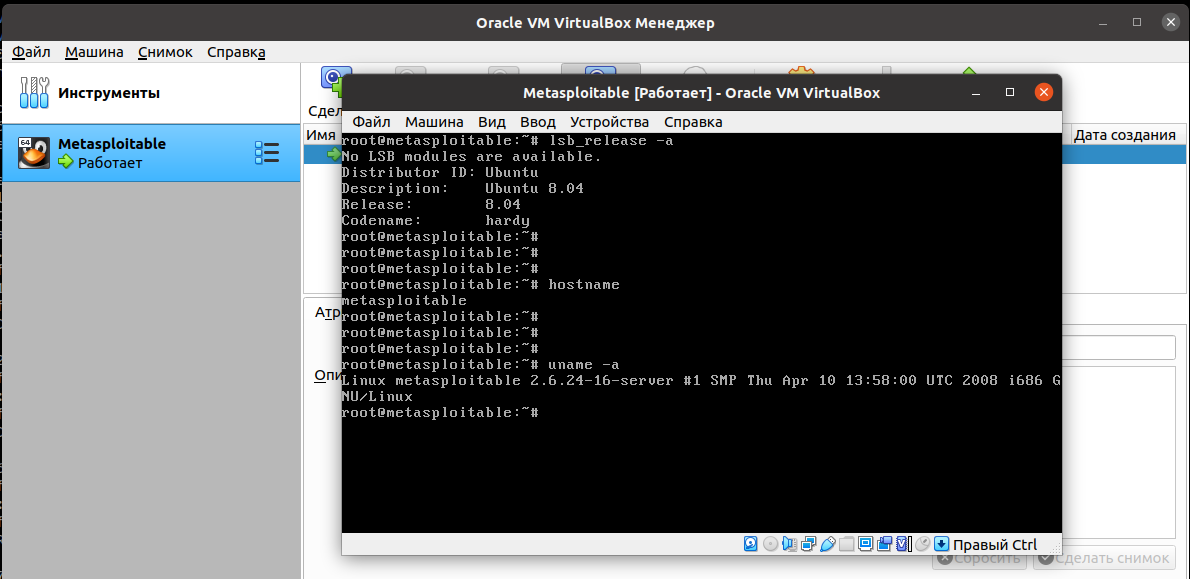 Oracle VM VirtualBox Менеджер
Файл Машина Снимок Справка
Инструменты
Metasploitable
Работает
64
Имя
Дата создания
Metasploitable [Работает] - Oracle VM VirtualBox
Файл Машина Вид Ввод Устройства Справка
root@metasploitable:~# lsb_release -a
No LSB modules are available.
Distributor ID: Ubuntu
Description:    Ubuntu 8.04
Release:        8.04
Codename:       hardy
root@metasploitable:~#
root@metasploitable:~#
root@metasploitable:~#
root@metasploitable:~# hostname
metasploitable
root@metasploitable:~#
root@metasploitable:~#
root@metasploitable:~#
root@metasploitable:~# uname -a
Linux metasploitable 2.6.24-16-server #1 SMP Thu Apr 10 13:58:00 UTC 2008 i686 G
NU/Linux
root@metasploitable:~#
Правый Ctrl
Сбросить
Сделать снимок